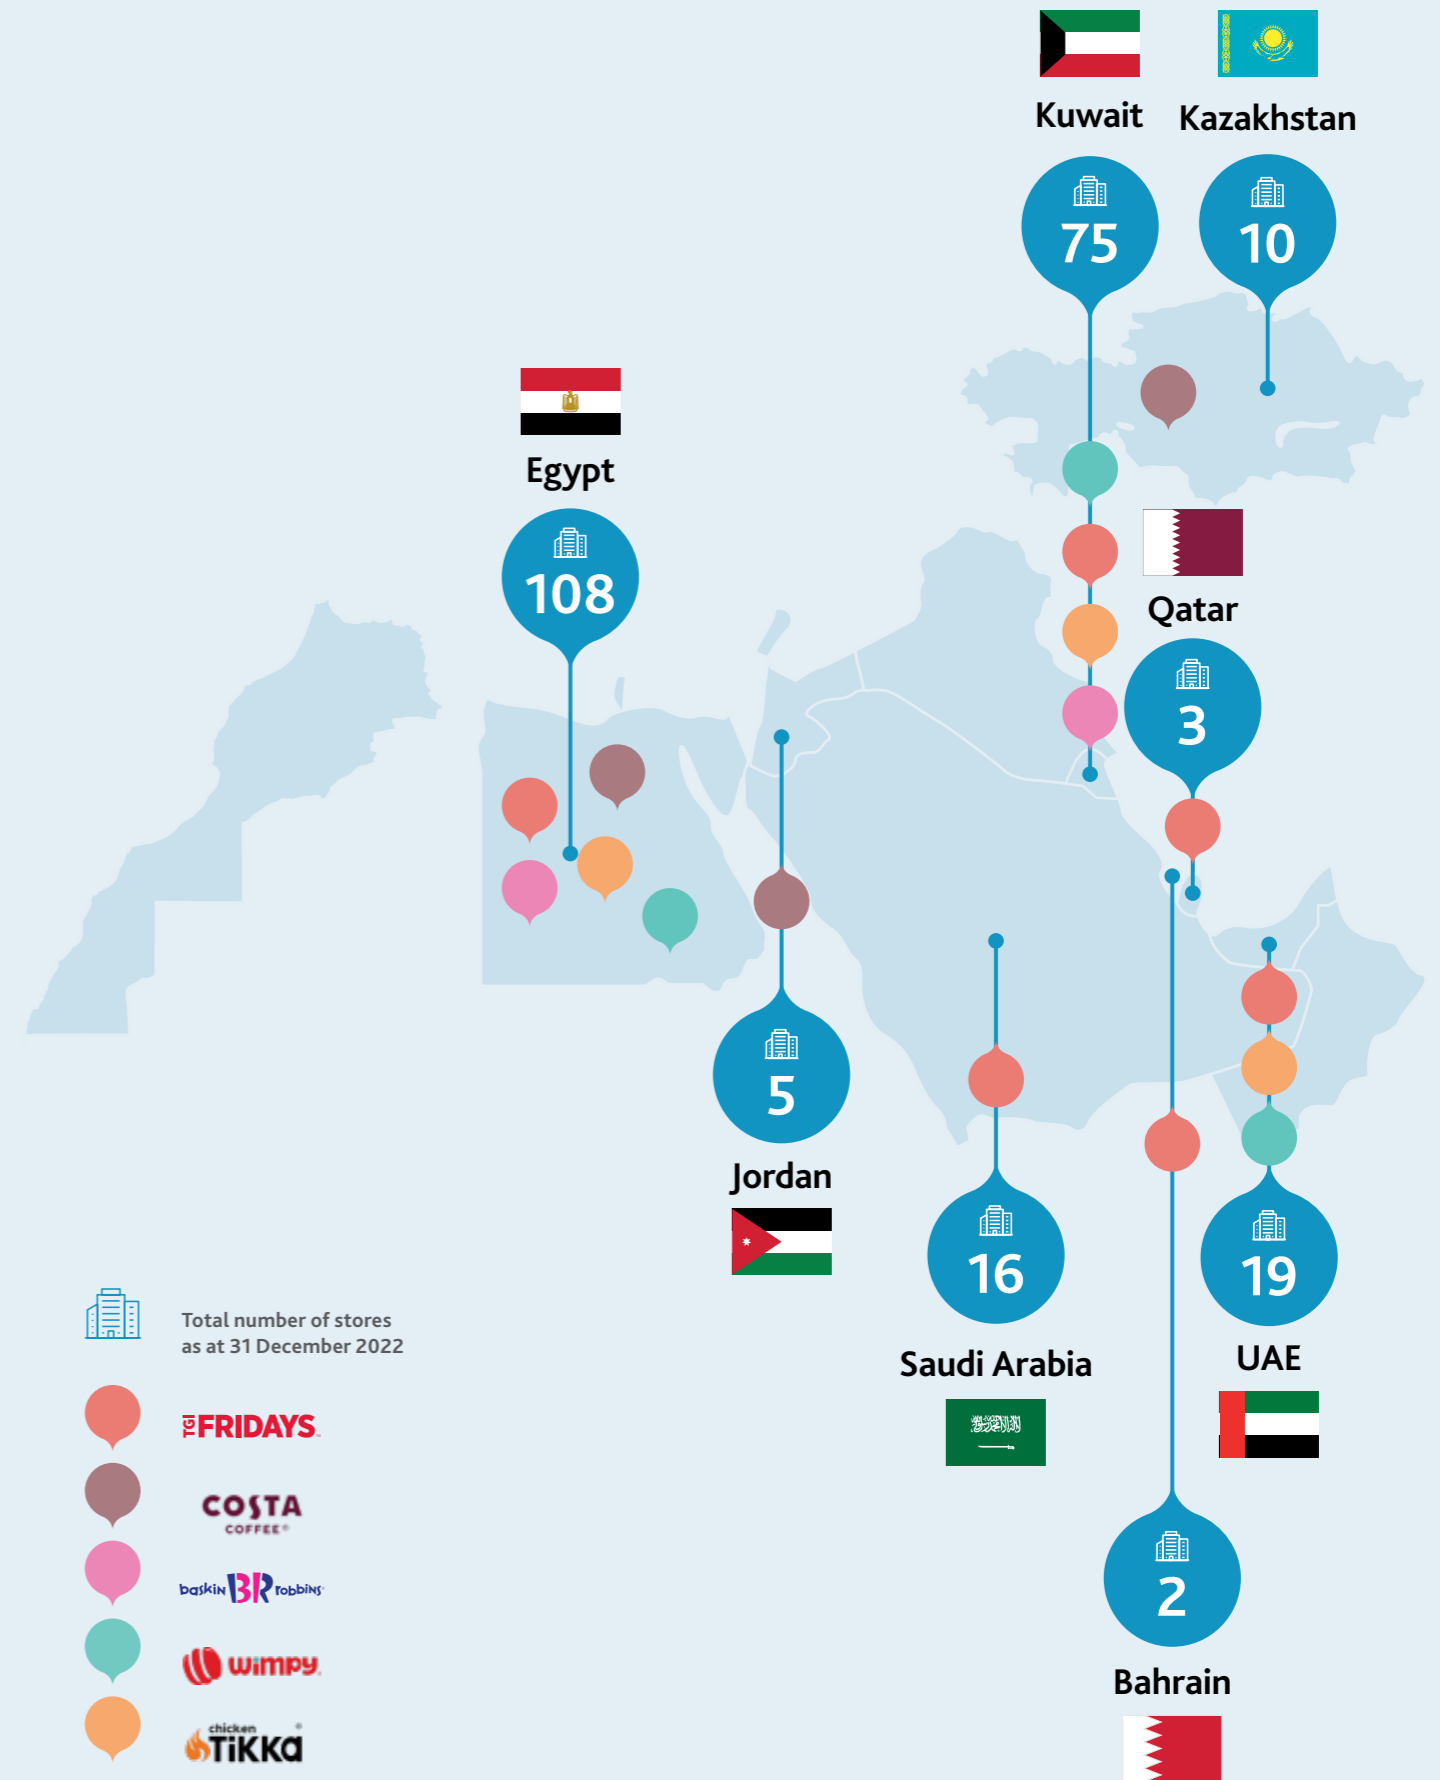 Kuwait
Kazakhstan
75
10
Egypt
108
Qatar
3
5
Jordan
16
Saudi Arabia
19
UAE
2
Bahrain
Total number of stores
as at 31 December 2022
TGI FRIDAYS
COSTA
COFFEE®
baskin BR robbins
wimpy
chicken
TiKKa